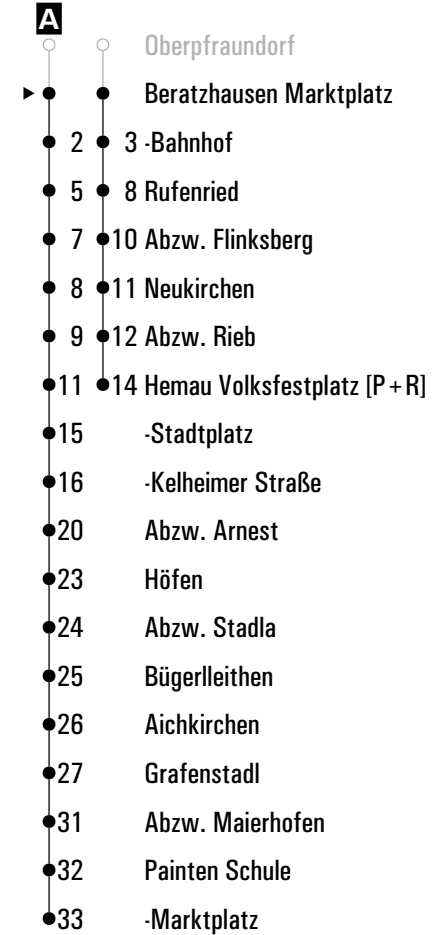 A
Oberpfraundorf
Beratzhausen Marktplatz
2 3 -Bahnhof
5 8 Rufenried
7 10 Abzw. Flinksberg
8 11 Neukirchen
9 12 Abzw. Rieb
11 14 Hemau Volksfestplatz [P+R]
15 -Stadtplatz
16 -Kelheimer Straße
20 Abzw. Arnest
23 Höfen
24 Abzw. Stadla
25 Bügerlleithen
26 Aichkirchen
27 Grafenstadl
31 Abzw. Maierhofen
32 Painten Schule
33 -Marktplatz